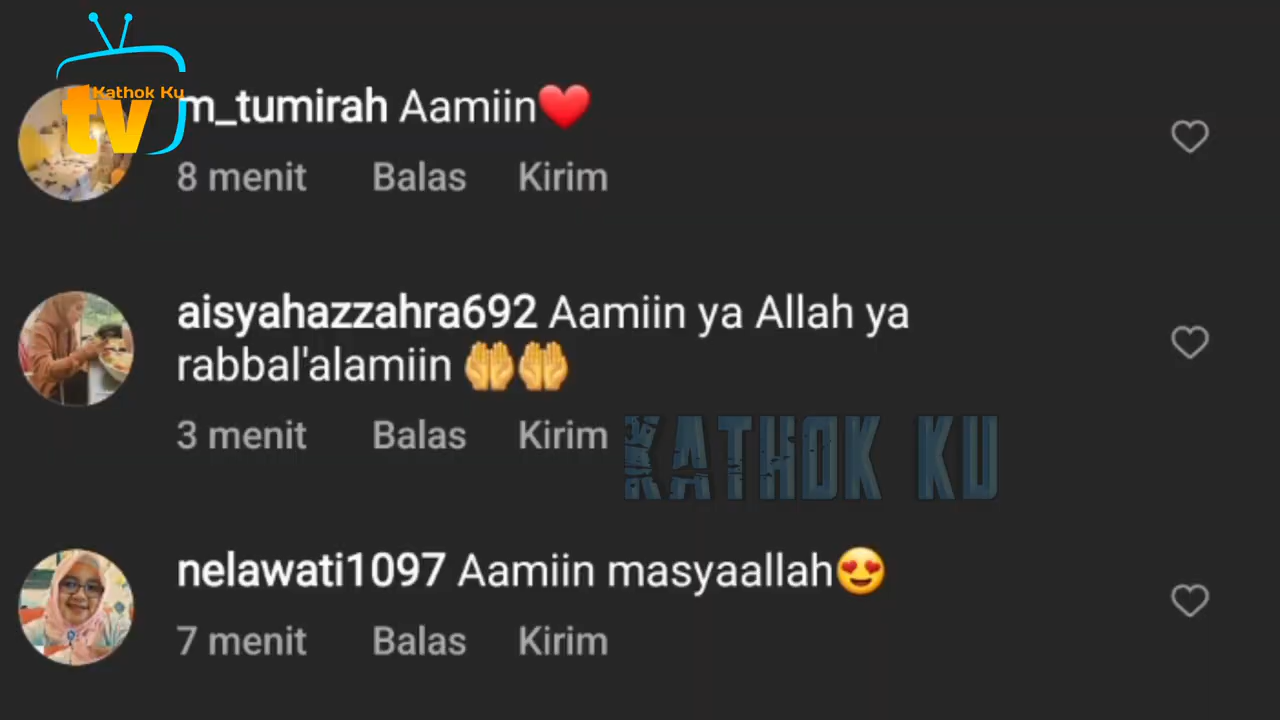 Kathok Ku
tv
m_tumirah Aamiin❤️
8 menit Balas Kirim
aisyahazzahra692 Aamiin ya Allah ya
rabbal'alamiin 🤲🤲
3 menit Balas Kirim
KATHOK KU
nelawati1097 Aamiin masyaallah😍
7 menit Balas Kirim